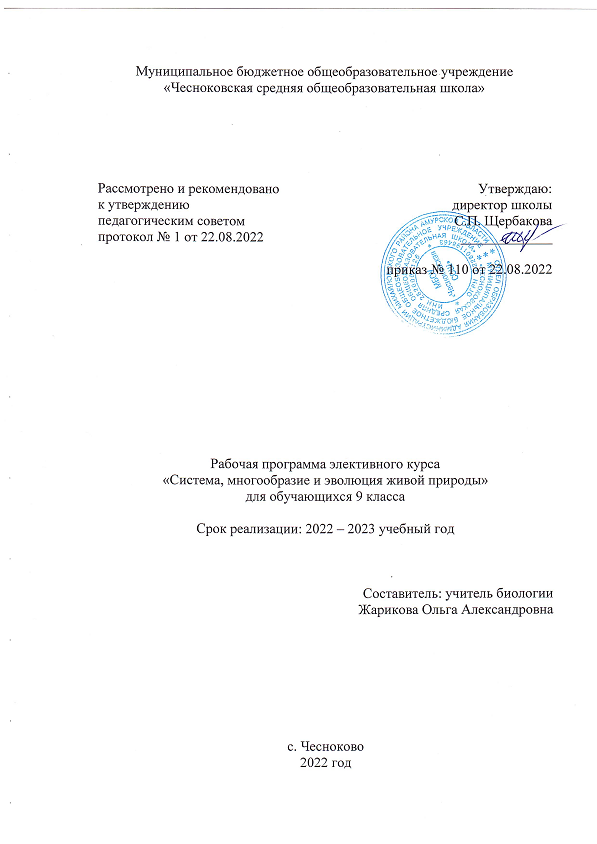 Муниципальное бюджетное общеобразовательное учреждение
«Чесноковская средняя общеобразовательная школа»
Рассмотрено и рекомендовано
к утверждению
педагогическим советом
протокол № 1 от 22.08.2022
Утверждаю:
директор школы
С.П. Щербакова
приказ № 110 от 22.08.2022
Рабочая программа элективного курса
«Система, многообразие и эволюция живой природы»
для обучающихся 9 класса
Срок реализации: 2022 – 2023 учебный год
Составитель: учитель биологии
Жарикова Ольга Александровна
с. Чесноково
2022 год